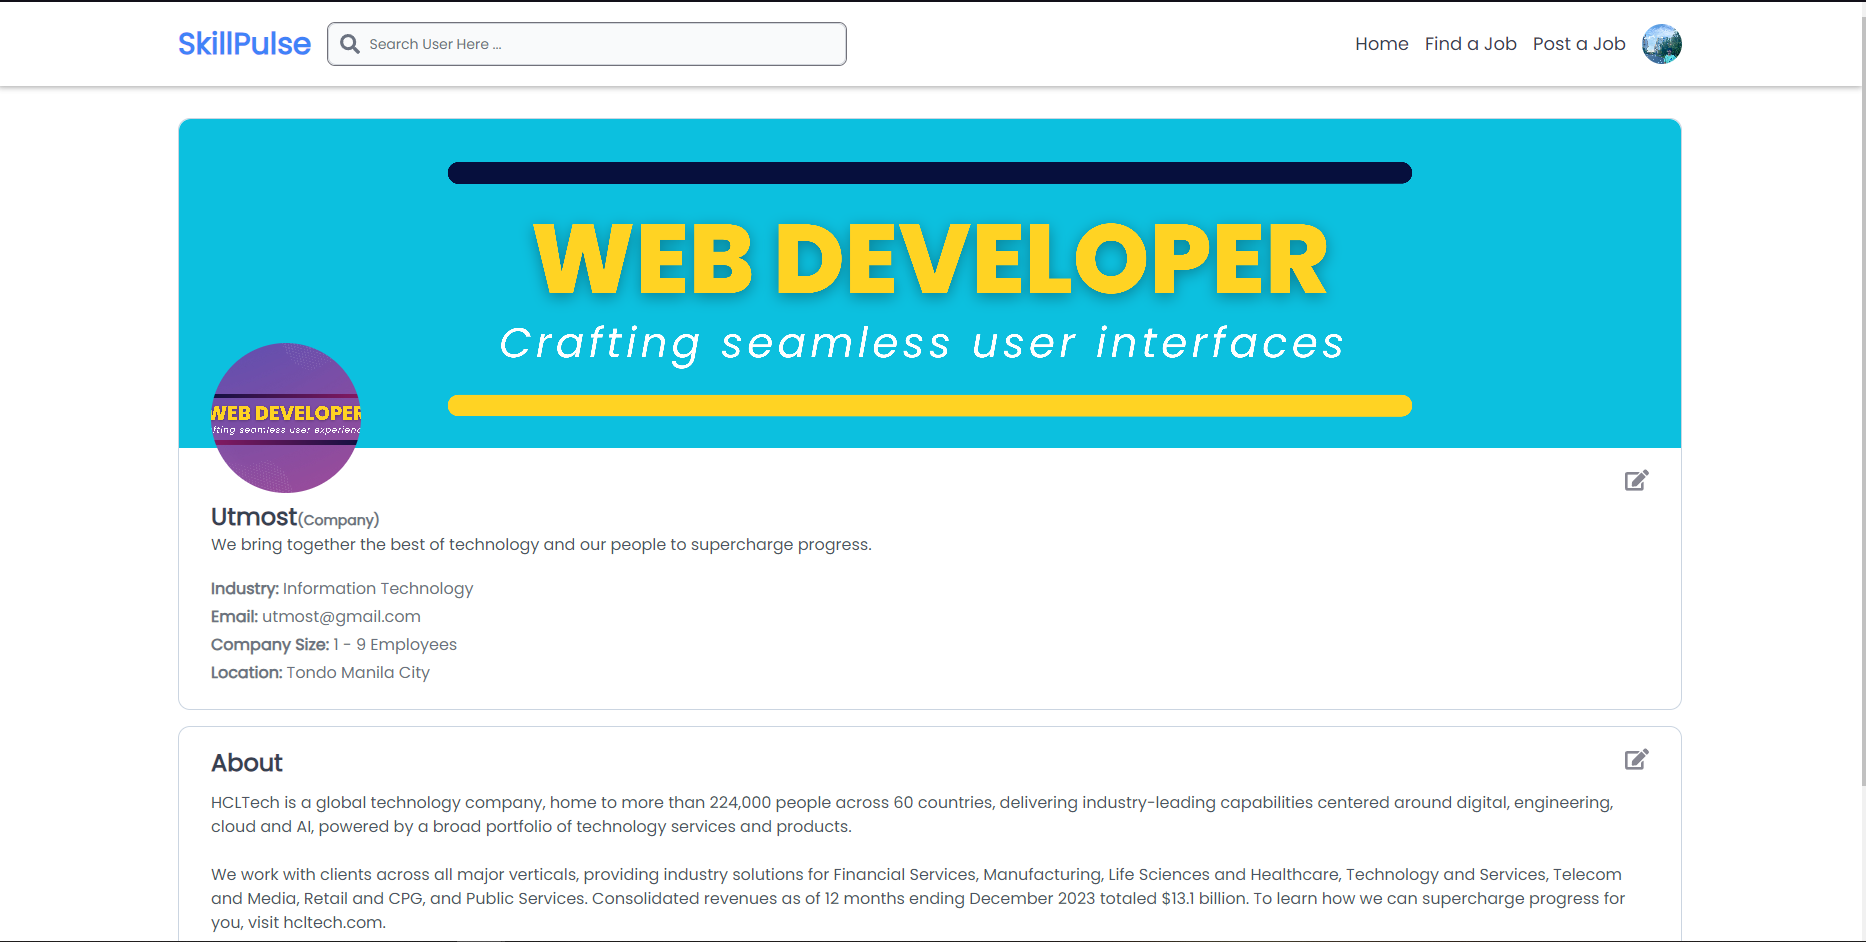 SkillPulse
Search User Here ...
Home
Find a Job
Post a Job
WEB DEVELOPER
Crafting seamless user interfaces
WEB DEVELOPER
fting seamless user experienc
Utmost(Company)
We bring together the best of technology and our people to supercharge progress.
Industry: Information Technology
Email: utmost@gmail.com
Company Size: 1 - 9 Employees
Location: Tondo Manila City
About
HCLTech is a global technology company, home to more than 224,000 people across 60 countries, delivering industry-leading capabilities centered around digital, engineering,
cloud and AI, powered by a broad portfolio of technology services and products.
We work with clients across all major verticals, providing industry solutions for Financial Services, Manufacturing, Life Sciences and Healthcare, Technology and Services, Telecom
and Media, Retail and CPG, and Public Services. Consolidated revenues as of 12 months ending December 2023 totaled $13.1 billion. To learn how we can supercharge progress for
you, visit hcltech.com.